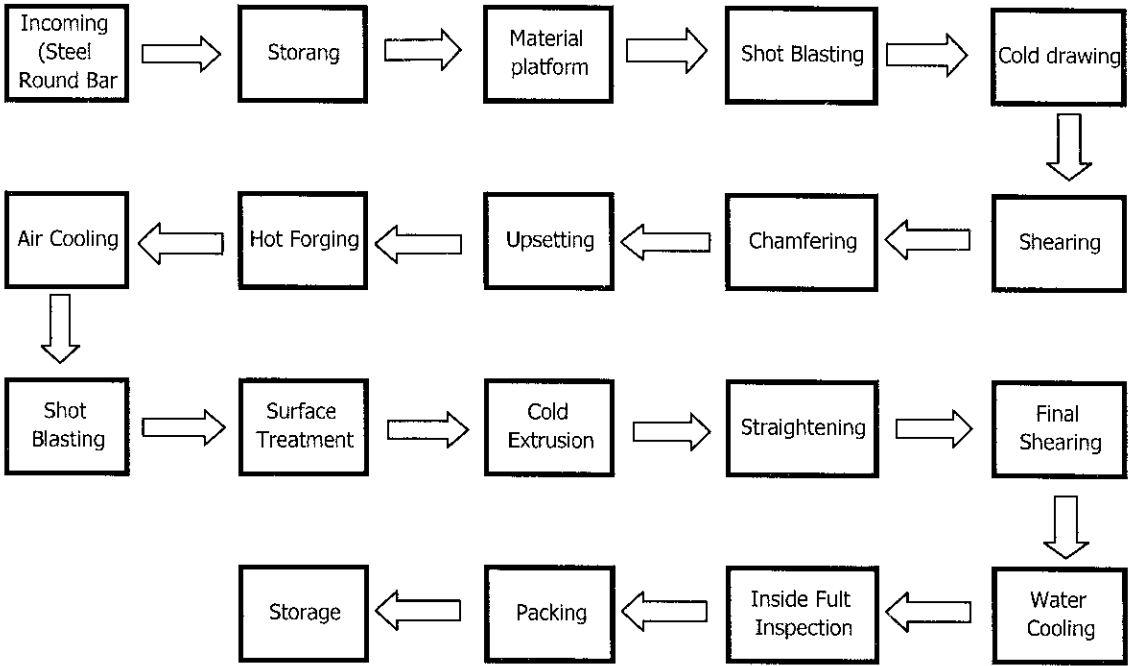 Incoming
(Steel
Round Bar
Storang
Material
platform
Shot Blasting
Cold drawing
Shearing
Chamfering
Upsetting
Hot Forging
Air Cooling
Shot
Blasting
Surface
Treatment
Cold
Extrusion
Straightening
Final
Shearing
Water
Cooling
Inside Fult
Inspection
Packing
Storage